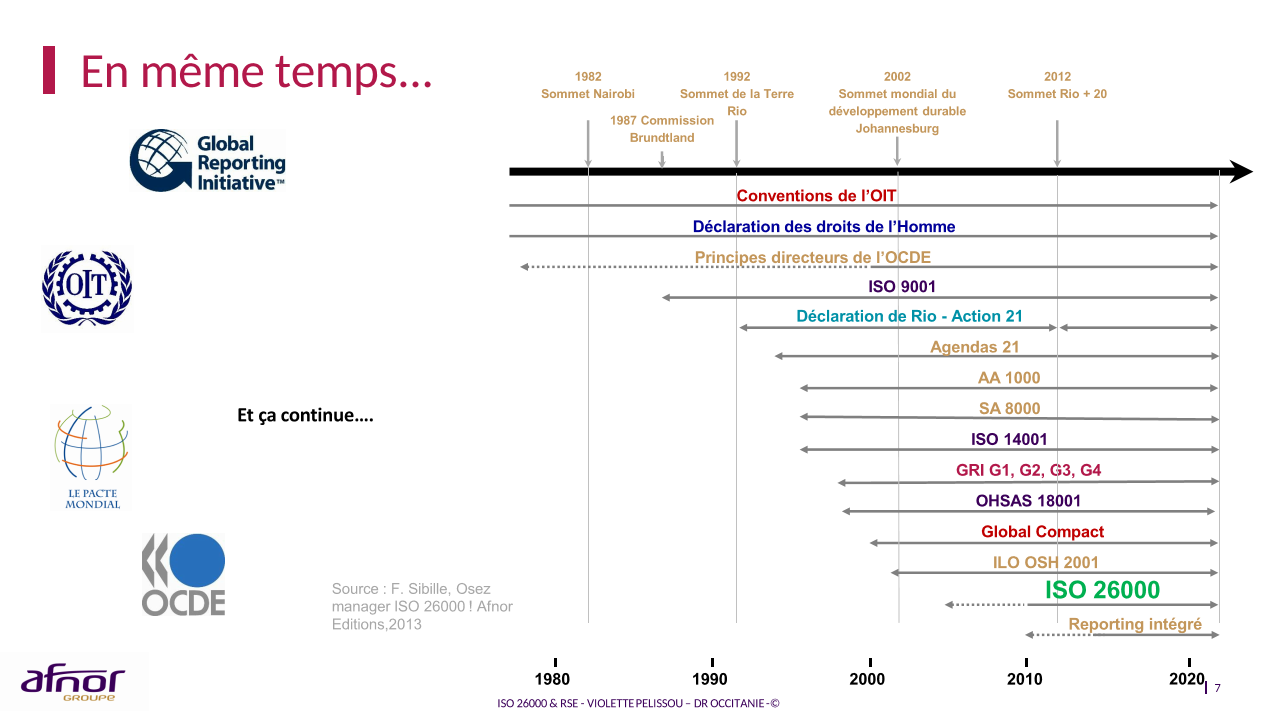 En même temps…
1982
Sommet Nairobi
1987 Commission
Brundtland
1992
Sommet de la Terre
Rio
2002
Sommet mondial du
développement durable
Johannesburg
2012
Sommet Rio + 20
Global
Reporting
Initiative™
OIT
Et ça continue....
LE PACTE
MONDIAL
OCDE
Conventions de l’OIT
Déclaration des droits de l’Homme
Principes directeurs de l’OCDE
ISO 9001
Déclaration de Rio - Action 21
Agendas 21
AA 1000
SA 8000
ISO 14001
GRI G1, G2, G3, G4
OHSAS 18001
Global Compact
ILO OSH 2001
ISO 26000
Reporting intégré
Source : F. Sibille, Osez
manager ISO 26000 ! Afnor
Editions,2013
1980 1990 2000 2010 2020
afnor
GROUPE
ISO 26000 & RSE - VIOLETTE PELISSOU – DR OCCITANIE -©
7